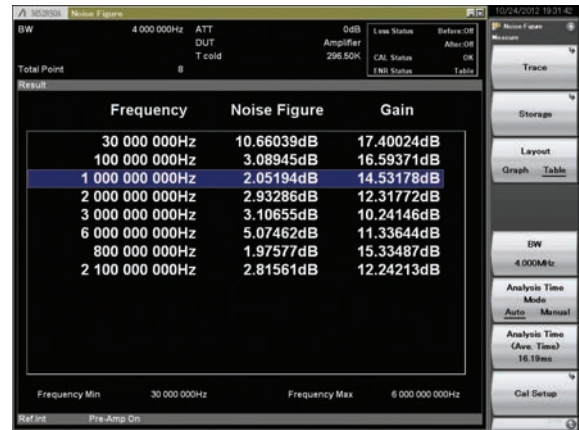 MS2830A Noise Figure
10/24/2012 19:31:42
BW 4 000 000Hz ATT 0dB Loss Status Before:Off
DUT Amplifier After:Off
T cold 296.50K CAL Status OK
Total Point 8 ENR Status Table
Result
Frequency Noise Figure Gain
30 000 000Hz 10.66039dB 17.40024dB
100 000 000Hz 3.08945dB 16.59371dB
1 000 000 000Hz 2.05194dB 14.53178dB
2 000 000 000Hz 2.93286dB 12.31772dB
3 000 000 000Hz 3.10655dB 10.24146dB
6 000 000 000Hz 5.07462dB 11.33644dB
800 000 000Hz 1.97577dB 15.33487dB
2 100 000 000Hz 2.81561dB 12.24213dB
Frequency Min 30 000 000Hz Frequency Max 6 000 000 000Hz
Ref.Int Pre-Amp On
Noise Figure
Measure
Trace
Storage
Layout
Graph Table
BW
4.000MHz
Analysis Time
Mode
Auto Manual
Analysis Time
(Ave. Time)
16.19ms
Cal Setup